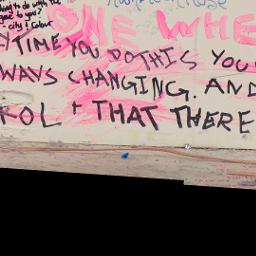 to do with the
to you?
city & colour
ONE WHE
YTIME YOU DO THIS YOU
WAYS CHANGING. AND
ROL & THAT THERE